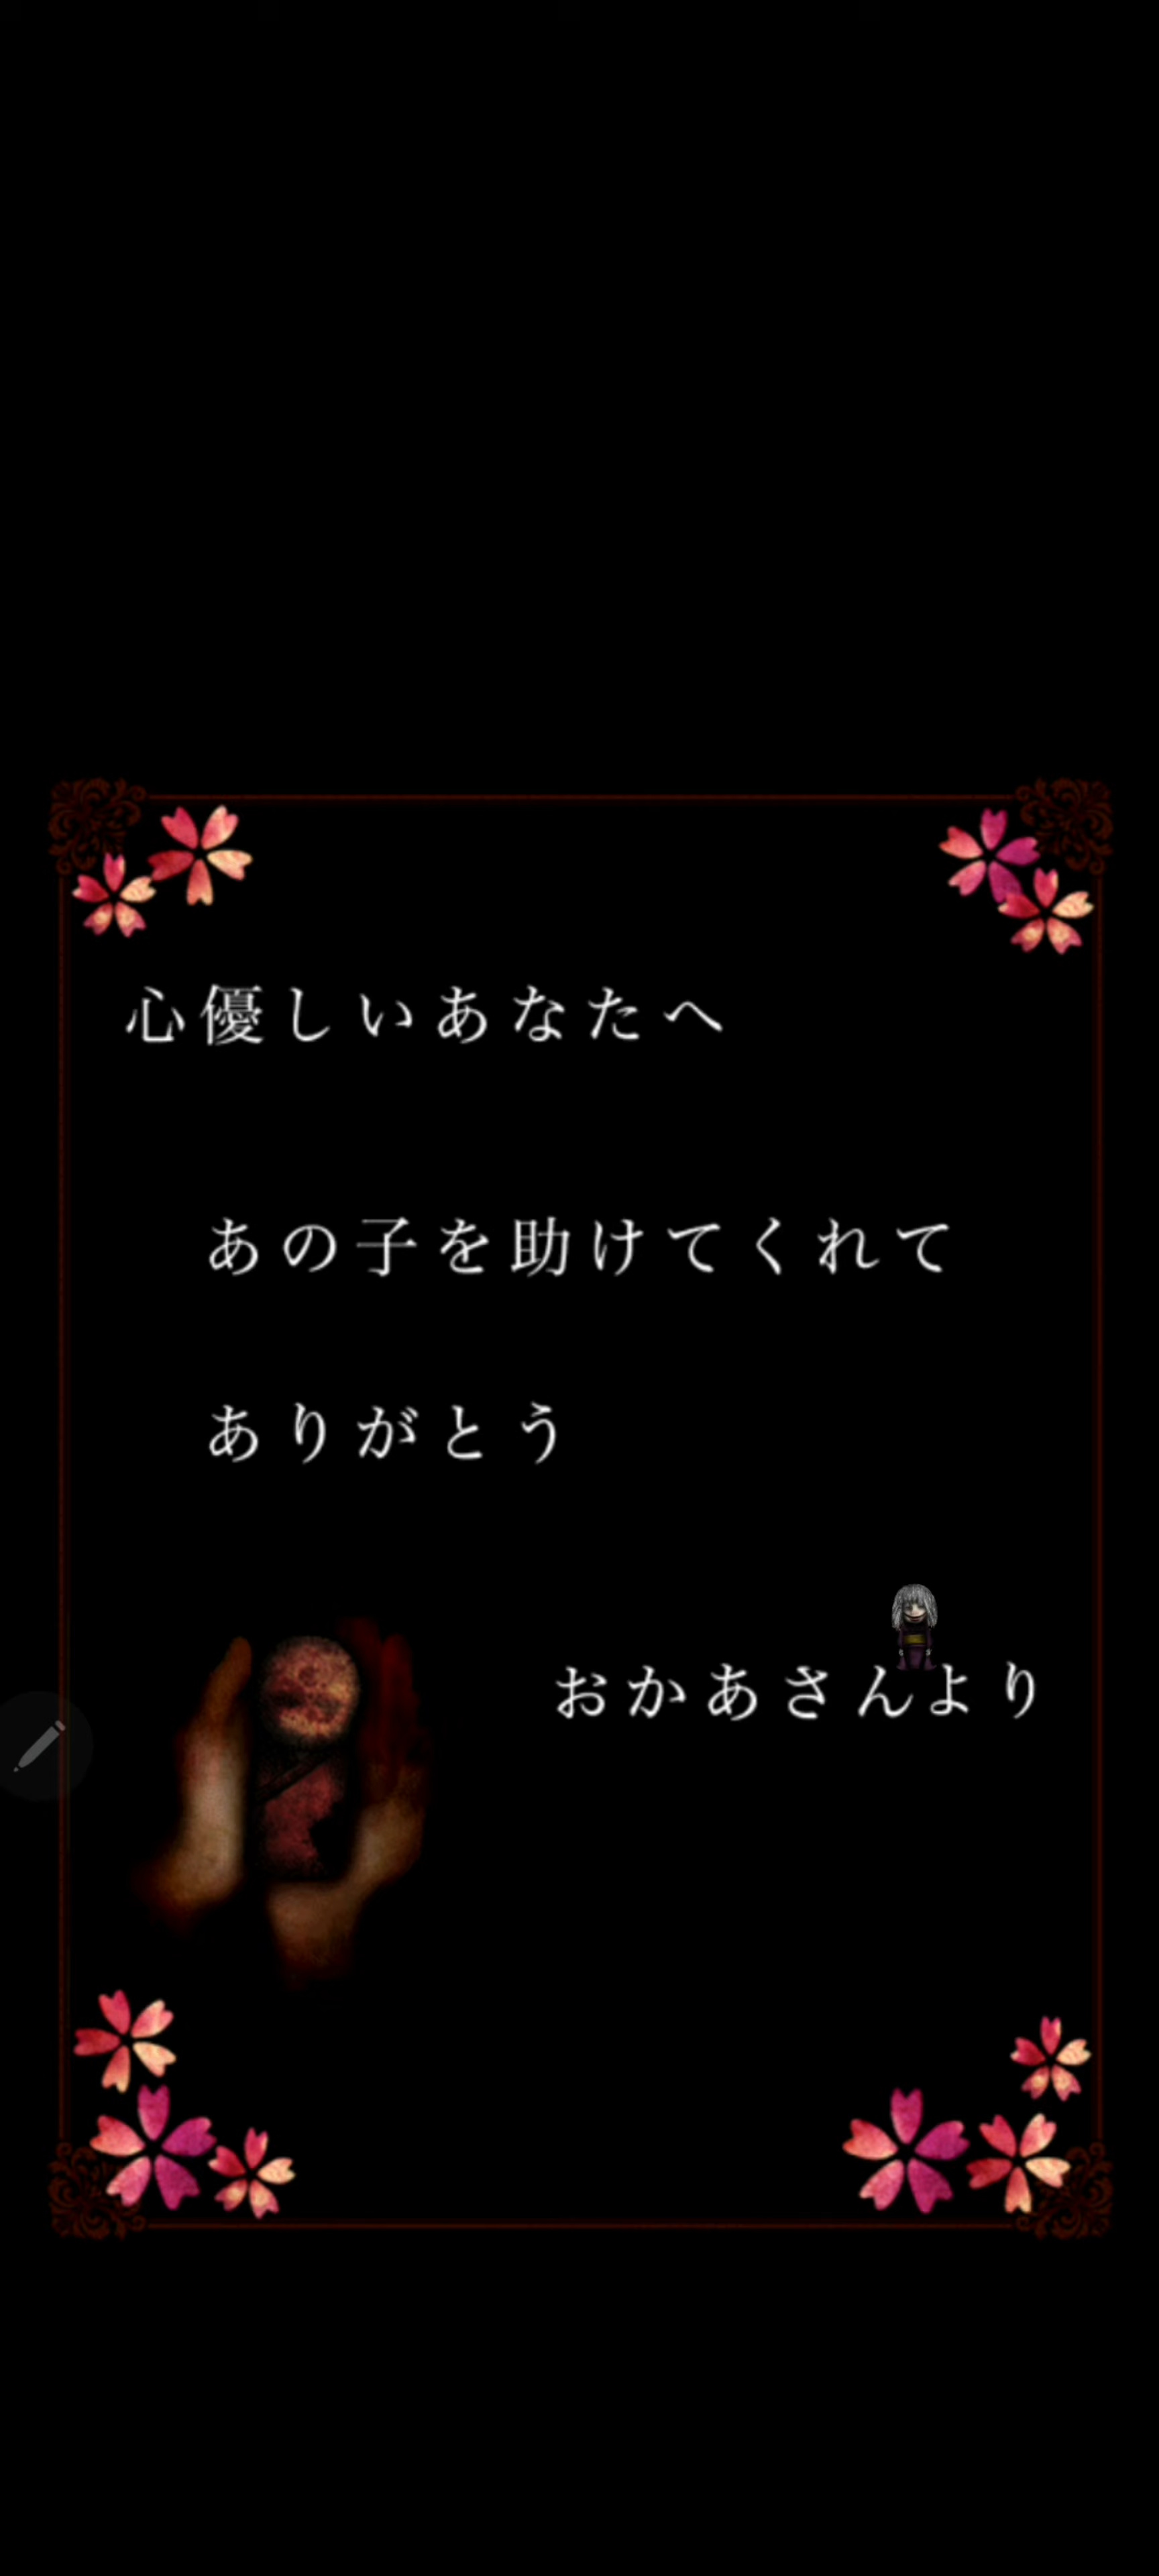 心優しいあなたへ
あの子を助けてくれて
ありがとう
おかあさんより